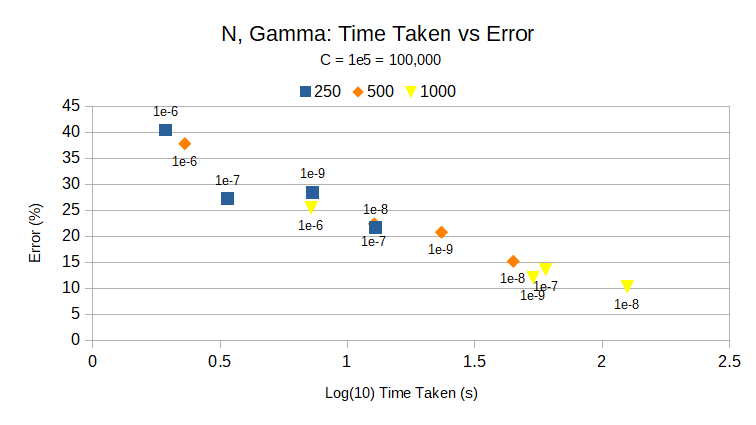 N, Gamma: Time Taken vs Error
C = 1e5 = 100,000
250 500 1000
45
40
35
30
25
20
15
10
5
0
Error (%)
1e-6
1e-6
1e-7
1e-9
1e-6
1e-8
1e-7
1e-9
1e-8
1e-7
1e-9
1e-8
0 0.5 1 1.5 2 2.5
Log(10) Time Taken (s)